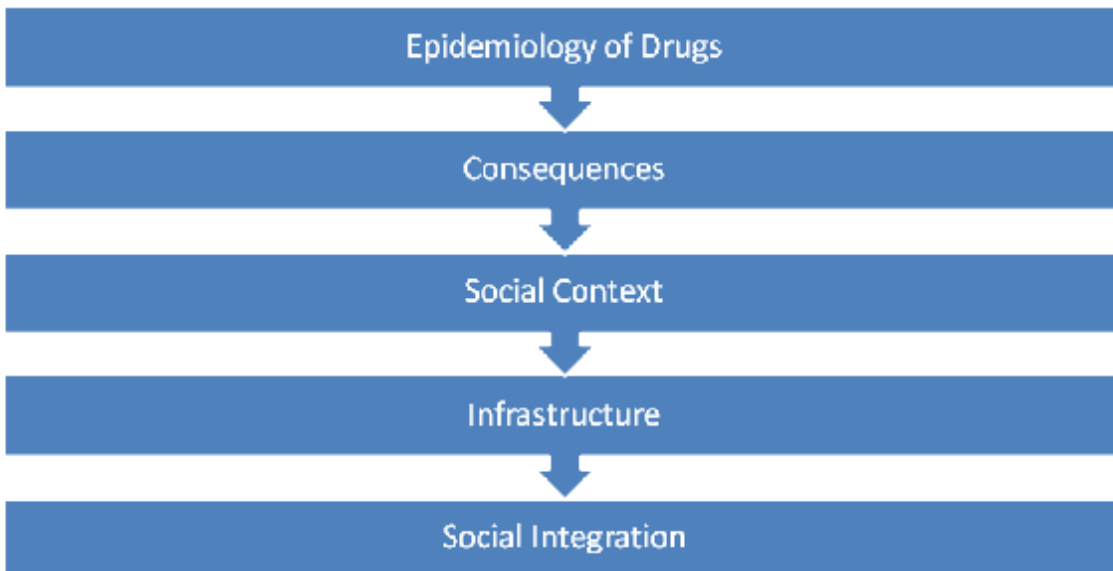 Epidemiology of Drugs
Consequences
Social Context
Infrastructure
Social Integration